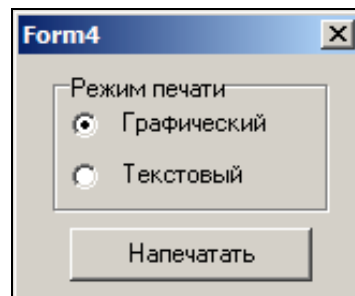 Form4
Режим печати
Графический
Текстовый
Напечатать